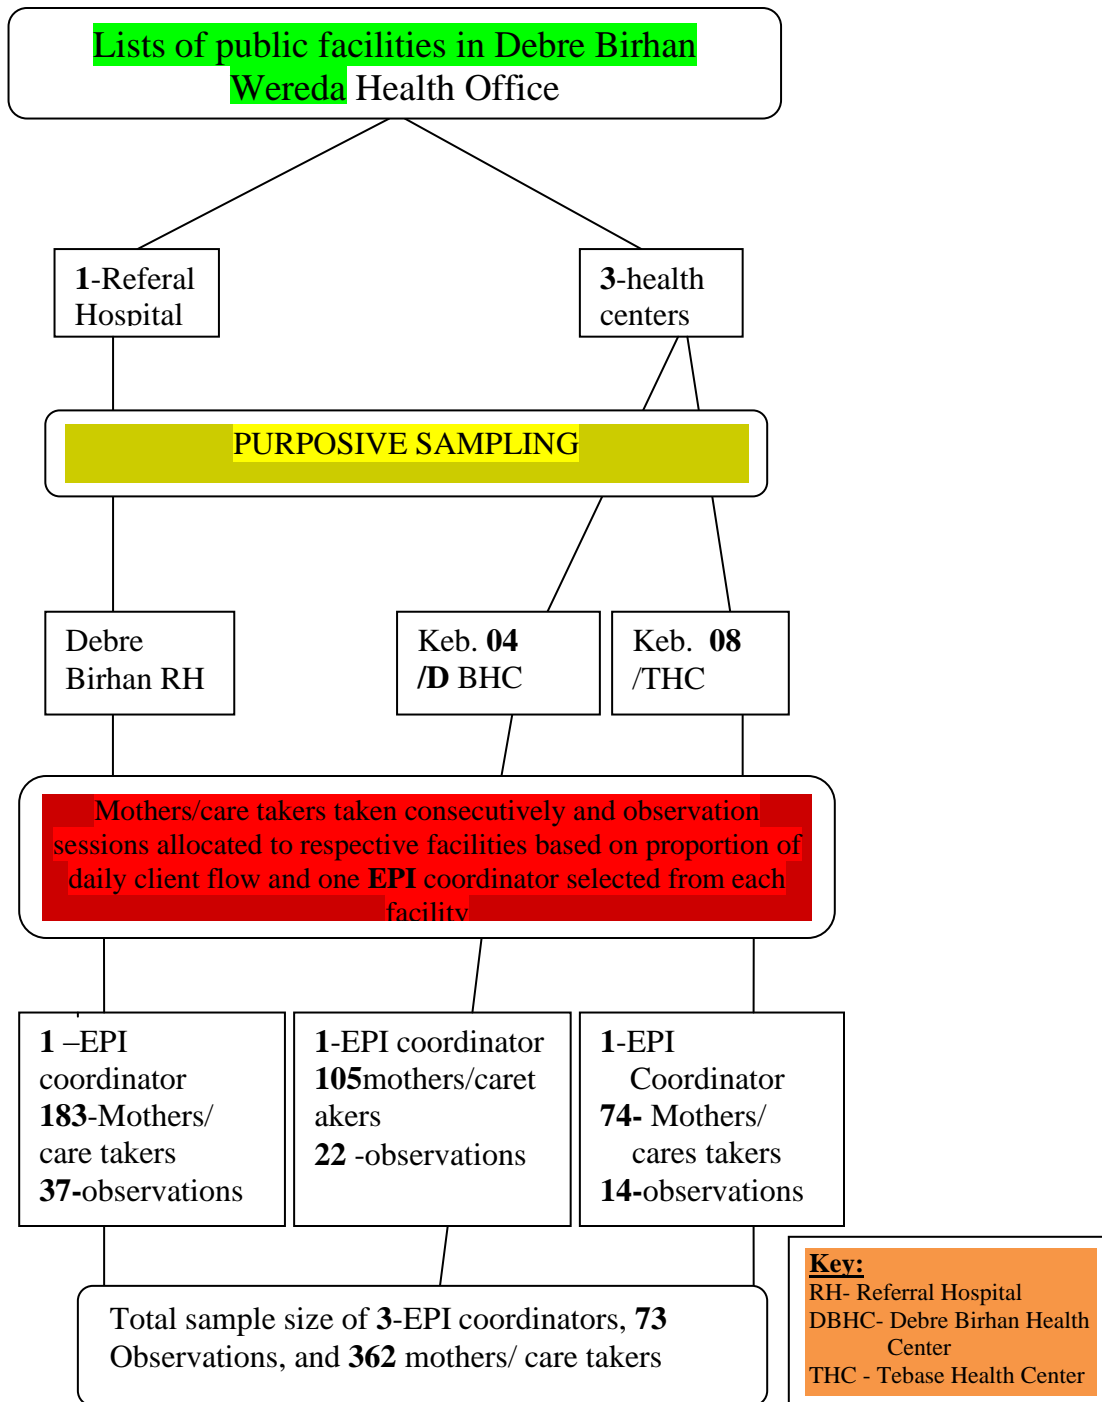 Lists of public facilities in Debre Birhan
Wereda Health Office
1-Referal
Hospital
3-health
centers
PURPOSIVE SAMPLING
Debre
Birhan RH
Keb. 04
/D BHC
Keb. 08
/THC
Mothers/care takers taken consecutively and observation
sessions allocated to respective facilities based on proportion of
daily client flow and one EPI coordinator selected from each
facility
1 –EPI
coordinator
183-Mothers/
care takers
37-observations
1-EPI coordinator
105mothers/caret
akers
22 -observations
1-EPI
Coordinator
74- Mothers/
cares takers
14-observations
Total sample size of 3-EPI coordinators, 73
Observations, and 362 mothers/ care takers
Key:
RH- Referral Hospital
DBHC- Debre Birhan Health
Center
THC - Tebase Health Center